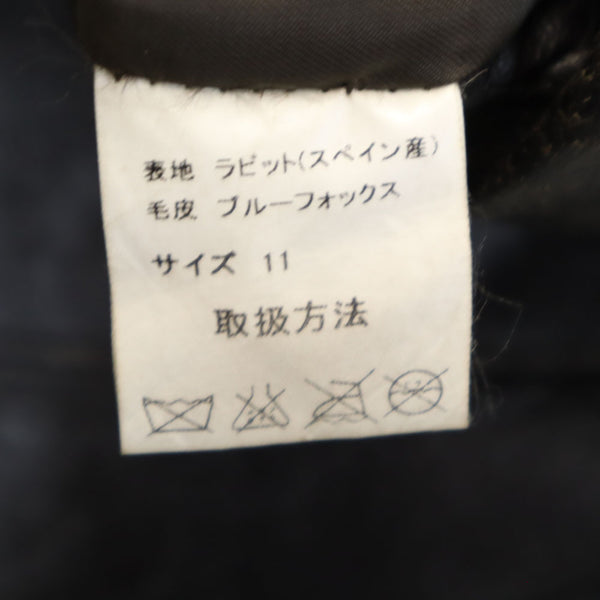 表地 ラビット(スペイン産)
毛皮 ブルーフォックス
サイズ 11
取扱方法